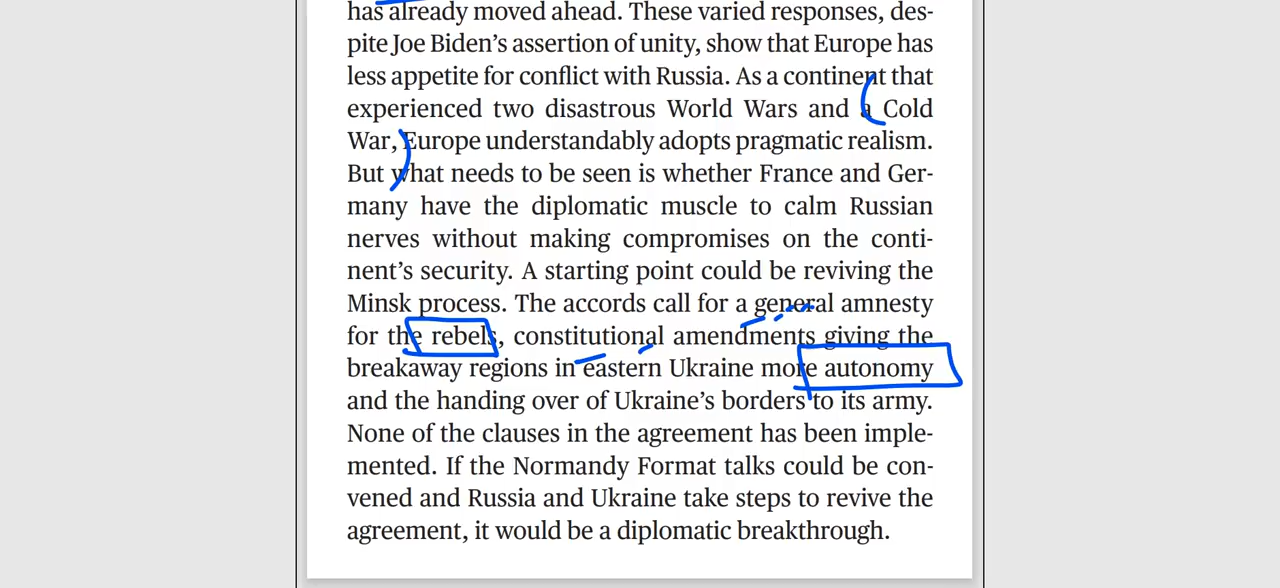 has already moved ahead. These varied responses, des-
pite Joe Biden’s assertion of unity, show that Europe has
less appetite for conflict with Russia. As a continent that
experienced two disastrous World Wars and a Cold
War, Europe understandably adopts pragmatic realism.
But what needs to be seen is whether France and Ger-
many have the diplomatic muscle to calm Russian
nerves without making compromises on the conti-
nent’s security. A starting point could be reviving the
Minsk process. The accords call for a general amnesty
for the rebels, constitutional amendments giving the
breakaway regions in eastern Ukraine more autonomy
and the handing over of Ukraine’s borders to its army.
None of the clauses in the agreement has been imple-
mented. If the Normandy Format talks could be con-
vened and Russia and Ukraine take steps to revive the
agreement, it would be a diplomatic breakthrough.